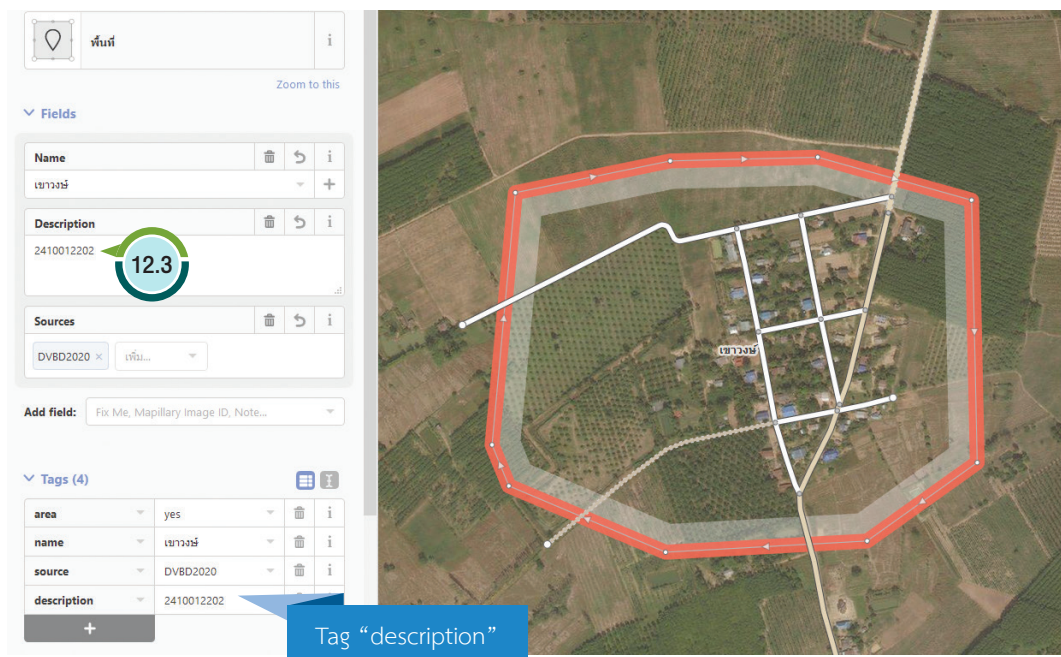 พื้นที่
i
Zoom to this
Fields
Name
i
เขาวงษ์
+
Description
i
2410012202
12.3
Sources
i
DVBD2020 ×
เพิ่ม...
Add field:
Fix Me, Mapillary Image ID, Note...
Tags (4)
area
yes
i
name
เขาวงษ์
i
source
DVBD2020
i
description
2410012202
+
Tag “description”
เขาวงษ์